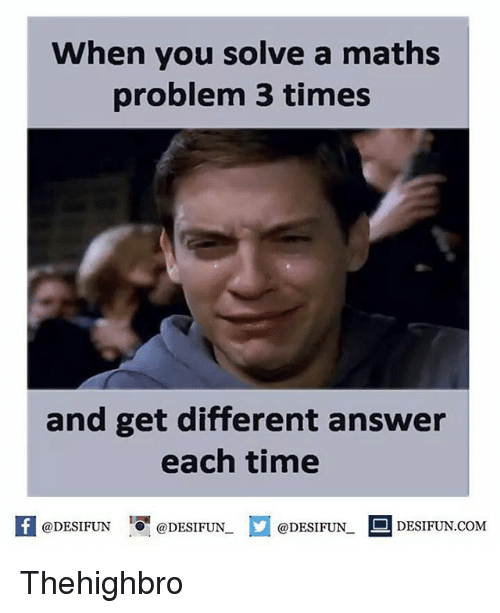 When you solve a maths
problem 3 times
and get different answer
each time
f @DESIFUN @DESIFUN_ @DESIFUN_ DESIFUN.COM
Thehighbro